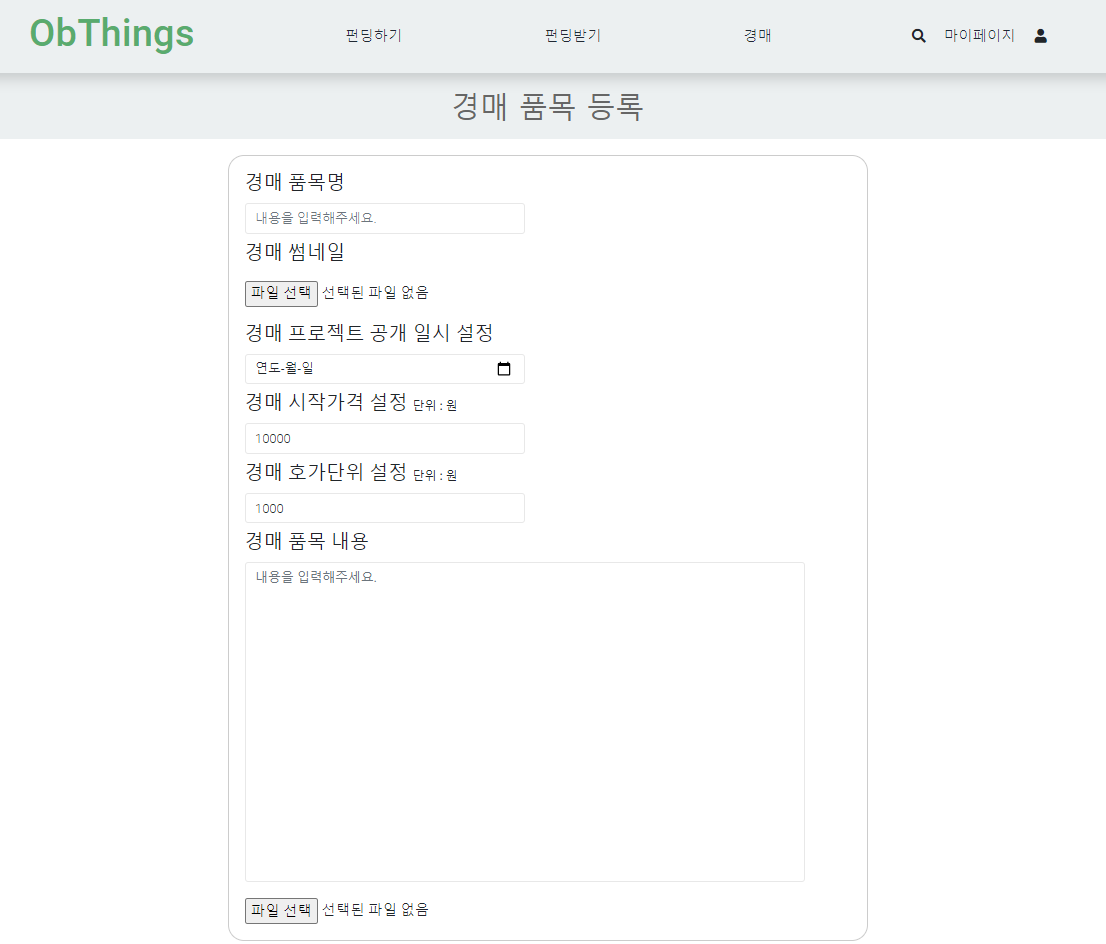 ObThings 펀딩하기 펀딩받기 경매 마이페이지
경매 품목 등록
경매 품목명
내용을 입력해주세요.
경매 썸네일
파일 선택 선택된 파일 없음
경매 프로젝트 공개 일시 설정
연도-월-일
경매 시작가격 설정 단위 : 원
10000
경매 호가단위 설정 단위 : 원
1000
경매 품목 내용
내용을 입력해주세요.
파일 선택 선택된 파일 없음